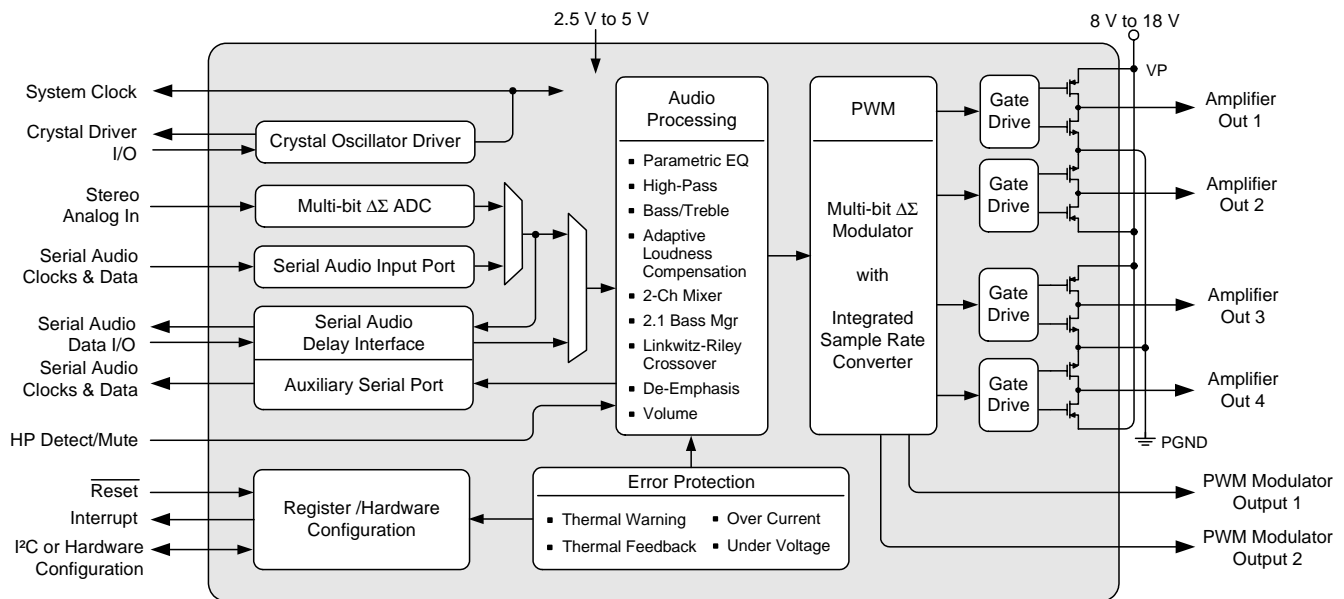 2.5 V to 5 V
8 V to 18 V
System Clock
Crystal Driver
I/O
Stereo
Analog In
Serial Audio
Clocks & Data
Serial Audio
Data I/O
Serial Audio
Clocks & Data
HP Detect/Mute
Reset
Interrupt
I²C or Hardware
Configuration
Crystal Oscillator Driver
Multi-bit ΔΣ ADC
Serial Audio Input Port
Serial Audio
Delay Interface
Auxiliary Serial Port
Register /Hardware
Configuration
Audio
Processing
▪ Parametric EQ
▪ High-Pass
▪ Bass/Treble
▪ Adaptive
Loudness
Compensation
▪ 2-Ch Mixer
▪ 2.1 Bass Mgr
▪ Linkwitz-Riley
Crossover
▪ De-Emphasis
▪ Volume
Error Protection
▪ Thermal Warning
▪ Over Current
▪ Thermal Feedback
▪ Under Voltage
PWM
Multi-bit ΔΣ
Modulator
with
Integrated
Sample Rate
Converter
Gate
Drive
Gate
Drive
Gate
Drive
Gate
Drive
VP
PGND
Amplifier
Out 1
Amplifier
Out 2
Amplifier
Out 3
Amplifier
Out 4
PWM Modulator
Output 1
PWM Modulator
Output 2